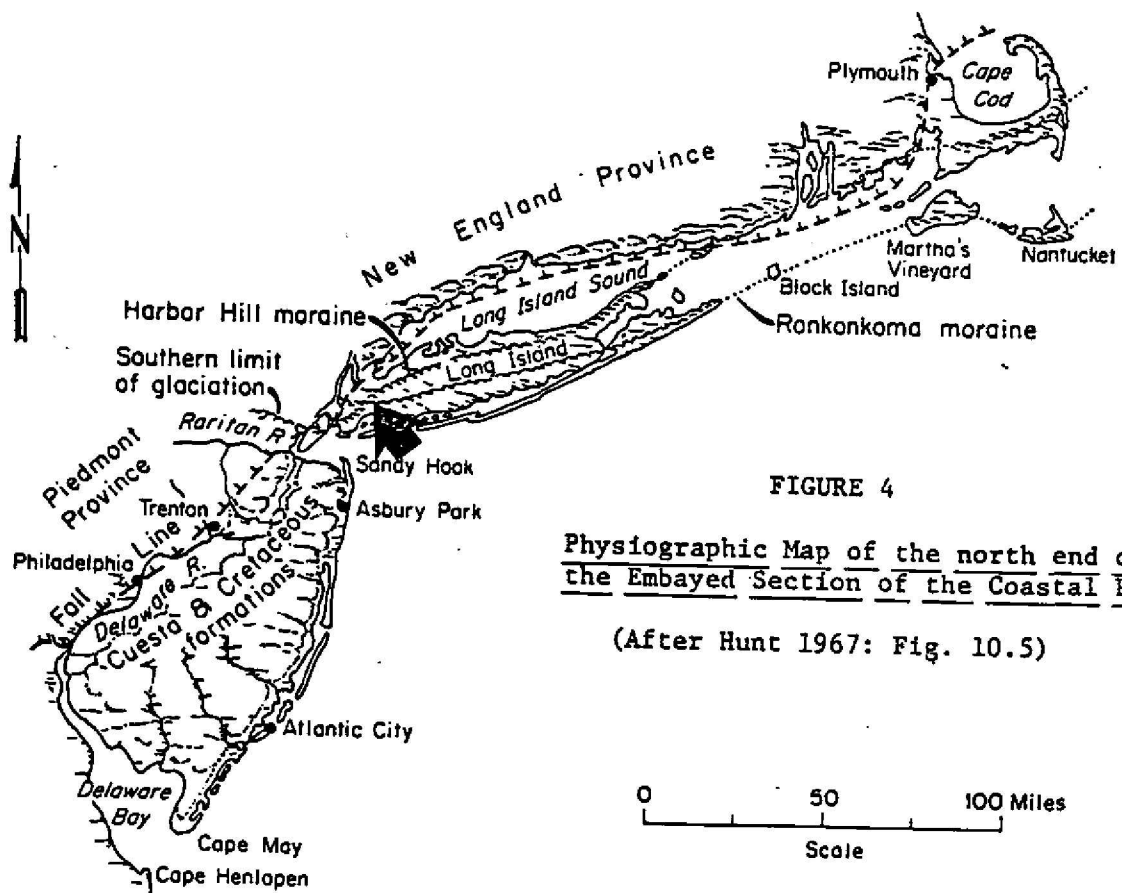 Plymouth
Cape
Cod
N
New England Province
Martha's
Vineyard
Nantucket
Block Island
Long Island Sound
Harbor Hill moraine
Ronkonkoma moraine
Long Island
Southern limit
of glaciation
Raritan R.
Sandy Hook
Piedmont
Province
Trenton
Asbury Park
Fall Line
Philadelphia
Delaware R.
Cuesta & Cretaceous
formations
Atlantic City
Delaware
Bay
Cape May
Cape Henlopen
FIGURE 4
Physiographic Map of the north end
the Embayed Section of the Coastal
(After Hunt 1967: Fig. 10.5)
0 50 100 Miles
Scale